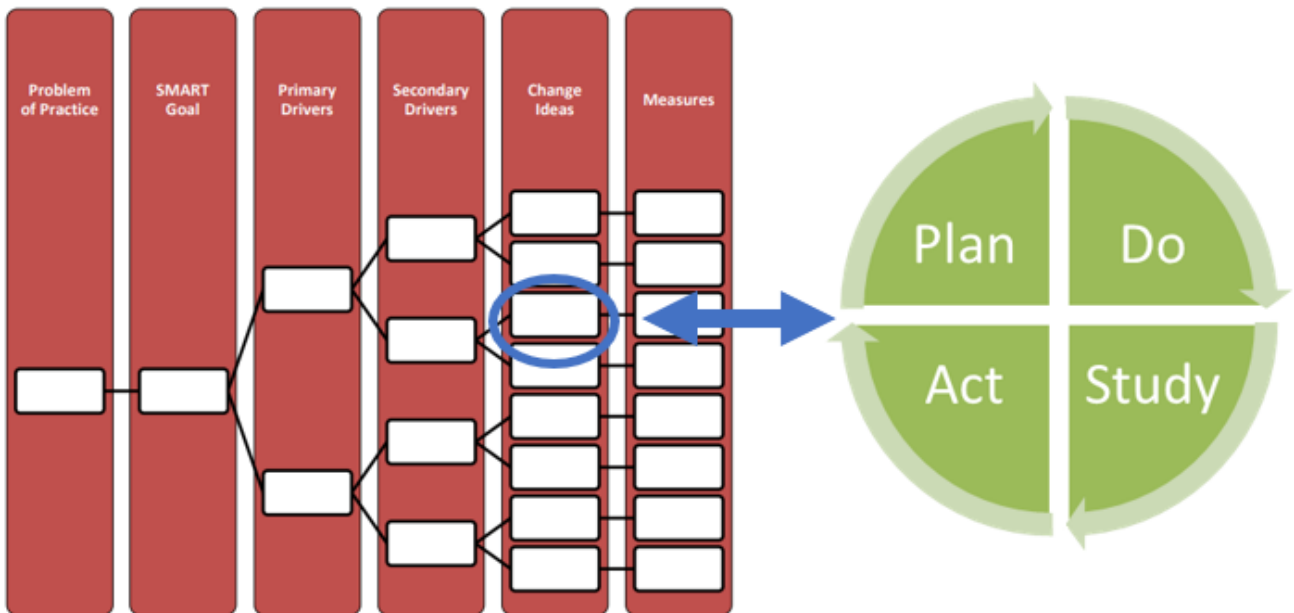 Problem
of Practice
SMART
Goal
Primary
Drivers
Secondary
Drivers
Change
Ideas
Measures
Plan
Do
Act
Study